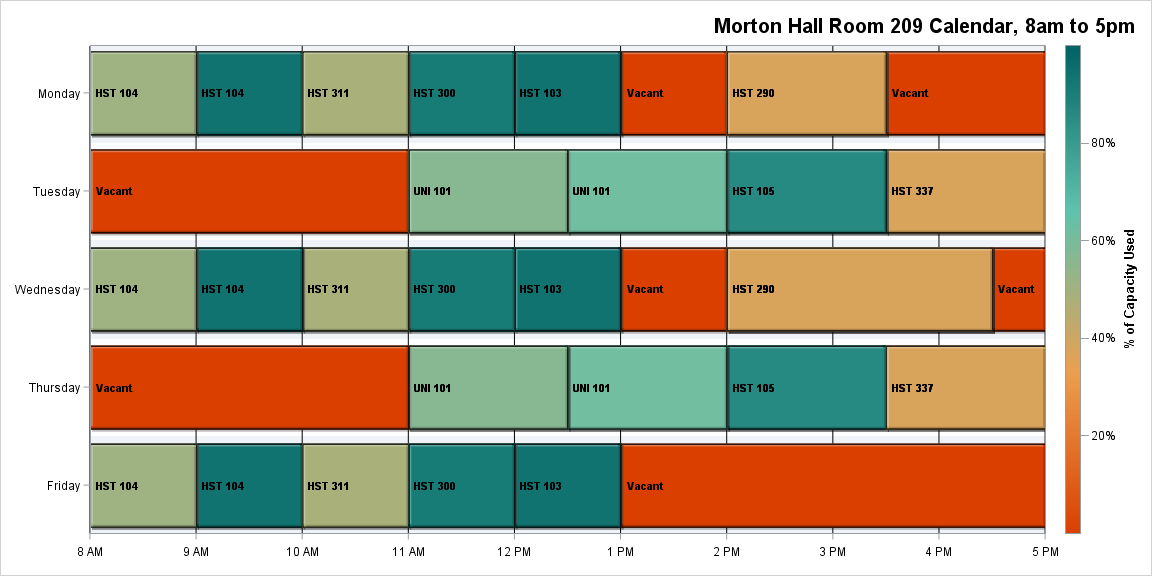 Morton Hall Room 209 Calendar, 8am to 5pm
Monday
HST 104
HST 104
HST 311
HST 300
HST 103
Vacant
HST 290
Vacant
Tuesday
Vacant
UNI 101
UNI 101
HST 105
HST 337
Wednesday
HST 104
HST 104
HST 311
HST 300
HST 103
Vacant
HST 290
Vacant
Thursday
Vacant
UNI 101
UNI 101
HST 105
HST 337
Friday
HST 104
HST 104
HST 311
HST 300
HST 103
Vacant
8 AM
9 AM
10 AM
11 AM
12 PM
1 PM
2 PM
3 PM
4 PM
5 PM
80%
60%
40%
20%
% of Capacity Used